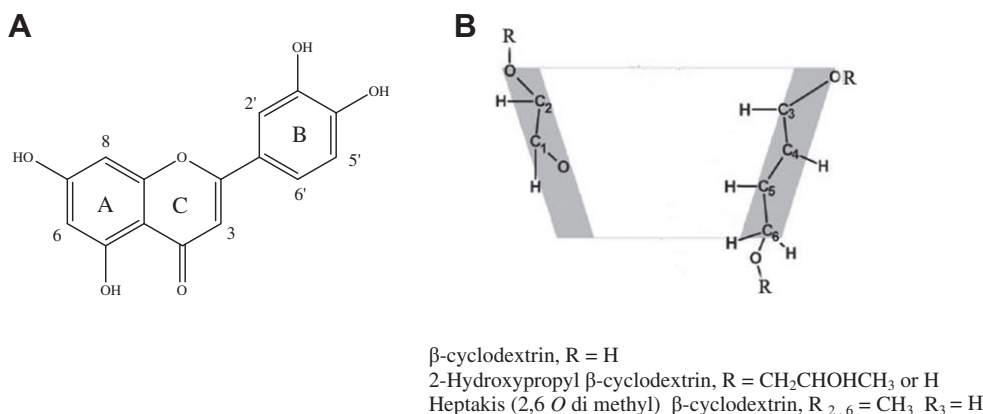 A
B
OH
OH
2'
B
8
HO
O
5'
A
C
6'
6
3
OH
O
R
O
H
C2
C1
O
H
O
R
H
C3
C4
H
H
C5
H
C6
H
O
R
β-cyclodextrin, R = H
2-Hydroxypropyl β-cyclodextrin, R = CH2CHOHCH3 or H
Heptakis (2,6 O di methyl) β-cyclodextrin, R 2, 6 = CH3 R3 = H